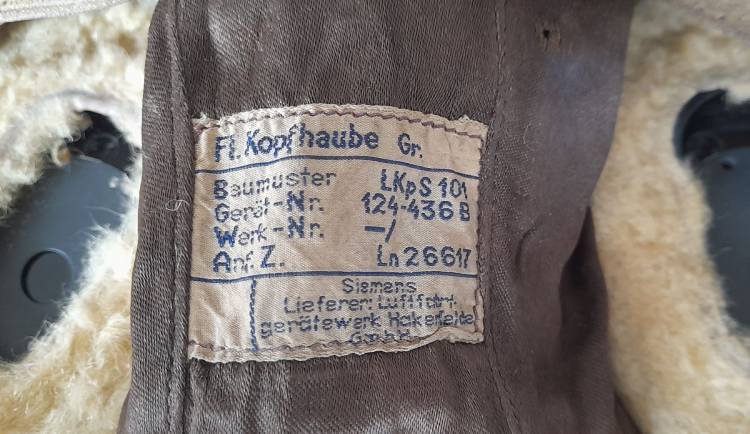 Fl. Kopfhaube Gr.
Baumuster LKpS 101
Gerät-Nr. 124-436 B
Werk-Nr. -/
Anf. Z. Ln 26617
Siemens
Lieferer: Luftfahrt-
gerätewerk Hakenfelde
GmbH